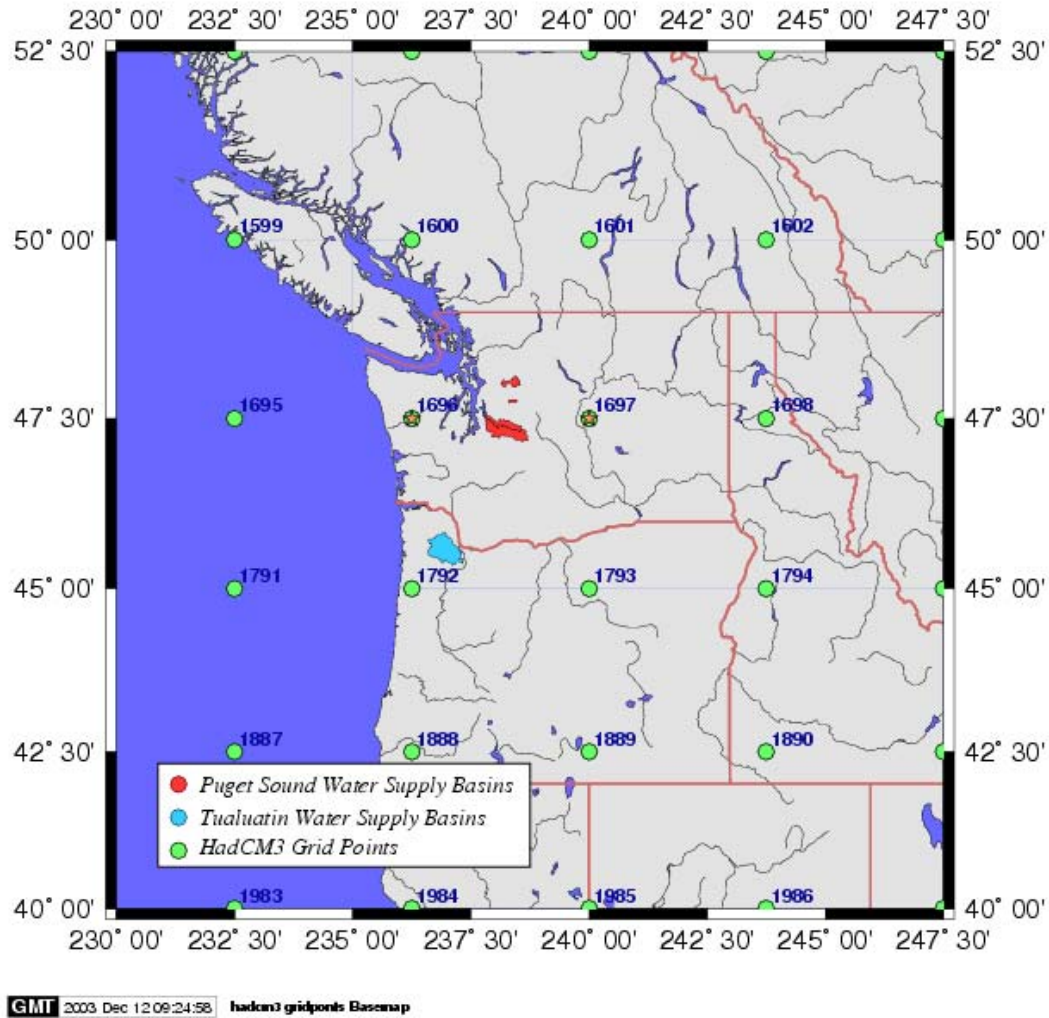 230 00' 232 30' 235 00' 237 30' 240 00' 242 30' 245 00' 247 30'
52 30' 52 30'
1599 1600 1601 1602
50° 00' 50° 00'
1695 1696 1697 1698
47° 30' 47° 30'
1791 1792 1793 1794
45° 00' 45° 00'
1887 1888 1889 1890
42° 30' 42° 30'
Puget Sound Water Supply Basins
Tualuatin Water Supply Basins
HadCM3 Grid Points
1983 1984 1985 1986
40° 00' 40° 00'
230° 00' 232° 30' 235° 00' 237° 30' 240° 00' 242° 30' 245° 00' 247° 30'
GMT 2003 Dec 12 09:24:58 hadcm3 gridponts Basemap